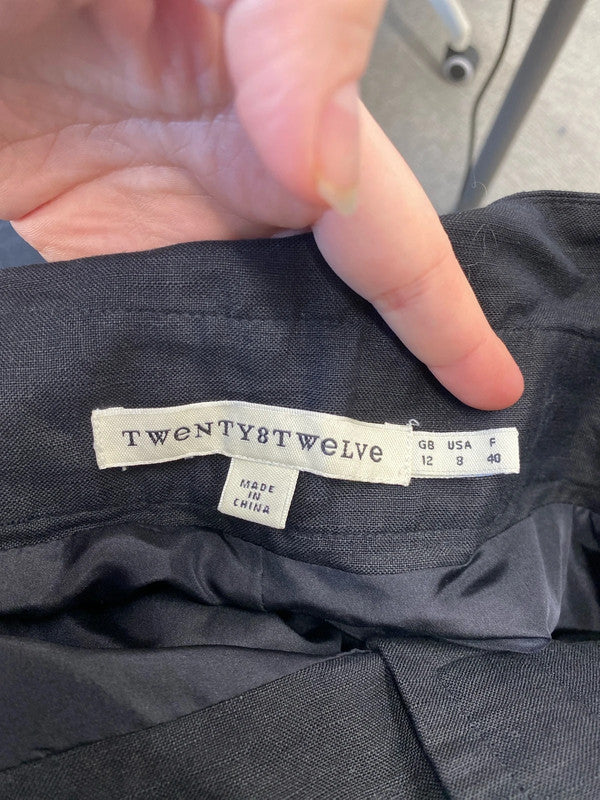 TWeNTY8TWeLVe
GB USA F
12 8 40
MADE
IN
CHINA